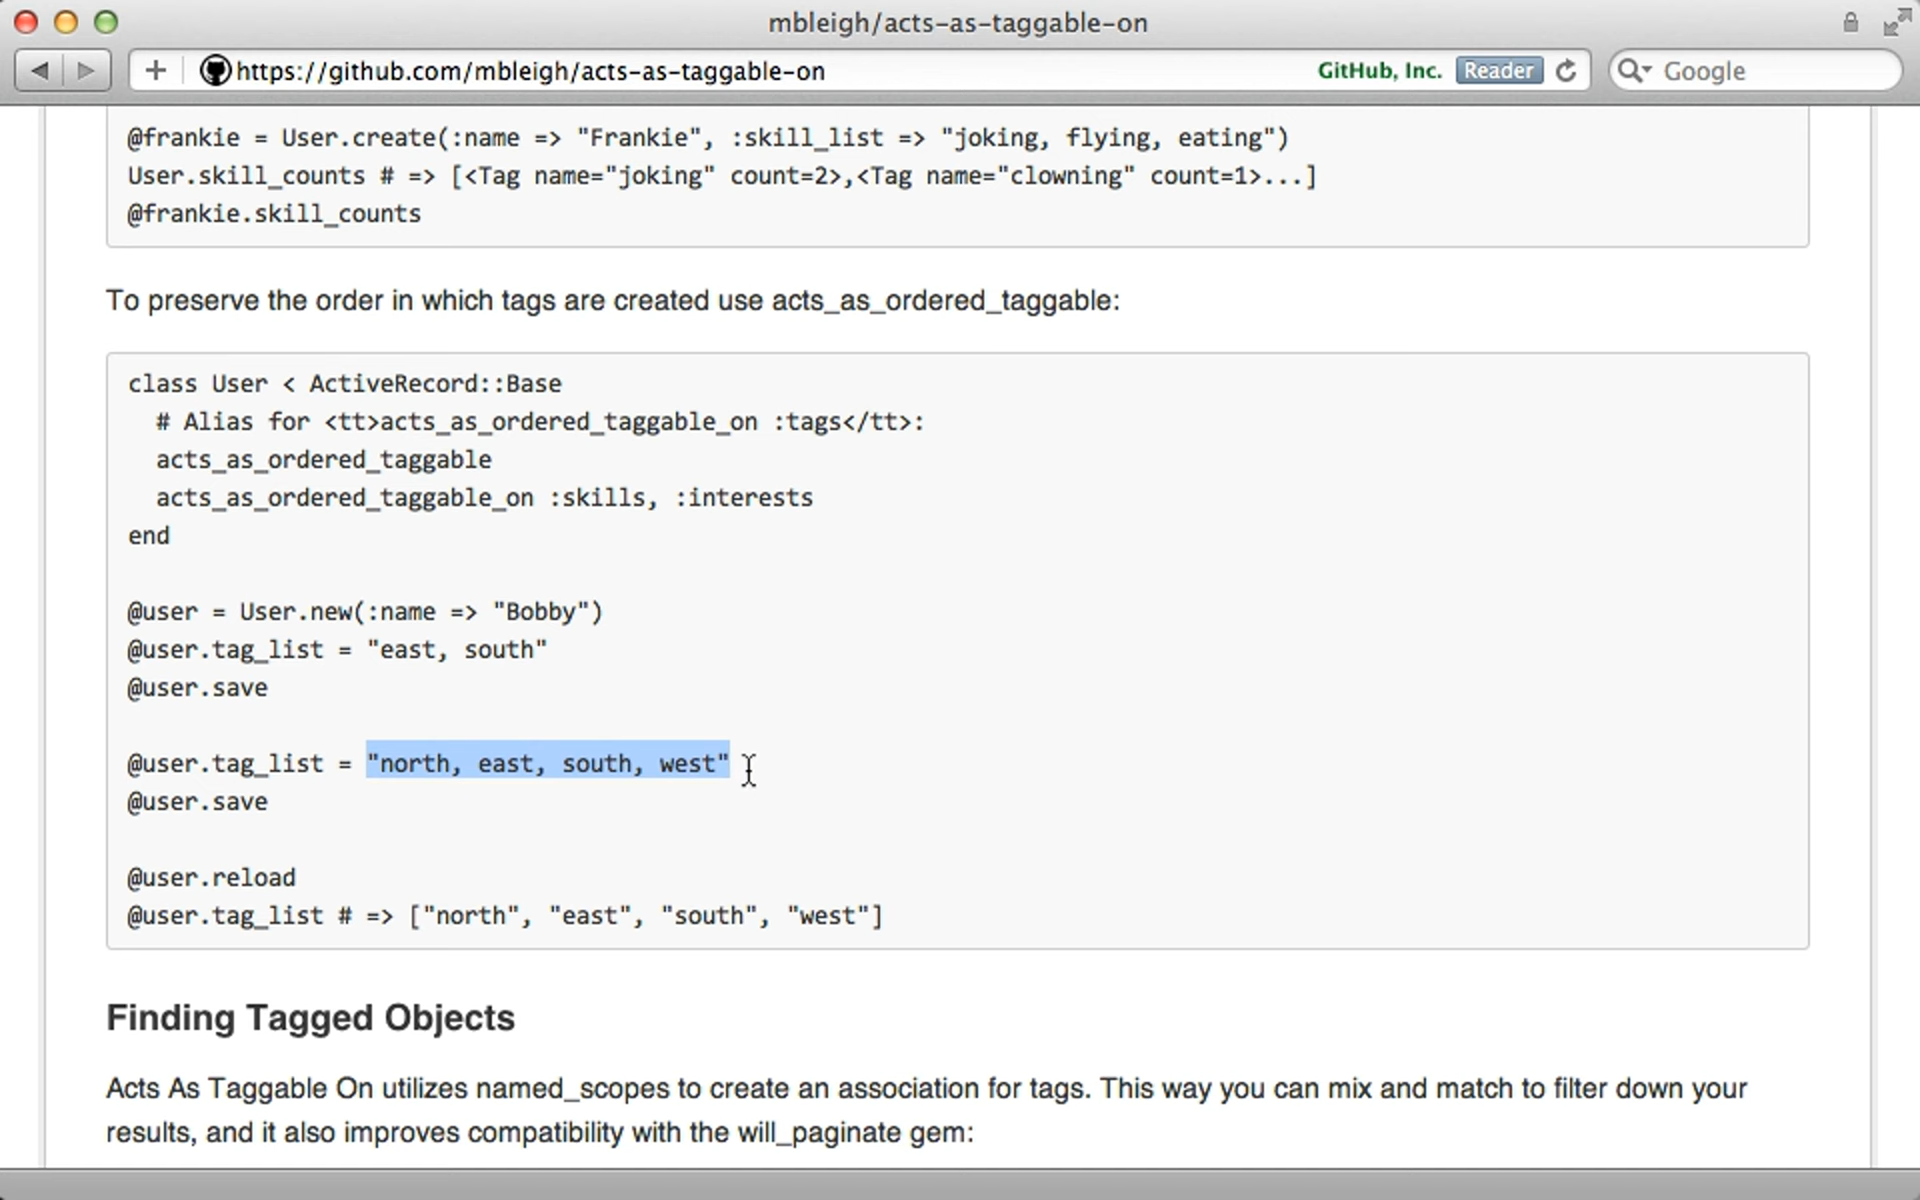 mbleigh/acts-as-taggable-on
https://github.com/mbleigh/acts-as-taggable-on
GitHub, Inc.
Reader
Google
@frankie = User.create(:name => "Frankie", :skill_list => "joking, flying, eating")
User.skill_counts # => [<Tag name="joking" count=2>,<Tag name="clowning" count=1>...]
@frankie.skill_counts
To preserve the order in which tags are created use acts_as_ordered_taggable:
class User < ActiveRecord::Base
  # Alias for <tt>acts_as_ordered_taggable_on :tags</tt>:
  acts_as_ordered_taggable
  acts_as_ordered_taggable_on :skills, :interests
end
@user = User.new(:name => "Bobby")
@user.tag_list = "east, south"
@user.save
@user.tag_list = "north, east, south, west"
@user.save
@user.reload
@user.tag_list # => ["north", "east", "south", "west"]
Finding Tagged Objects
Acts As Taggable On utilizes named_scopes to create an association for tags. This way you can mix and match to filter down your
results, and it also improves compatibility with the will_paginate gem: